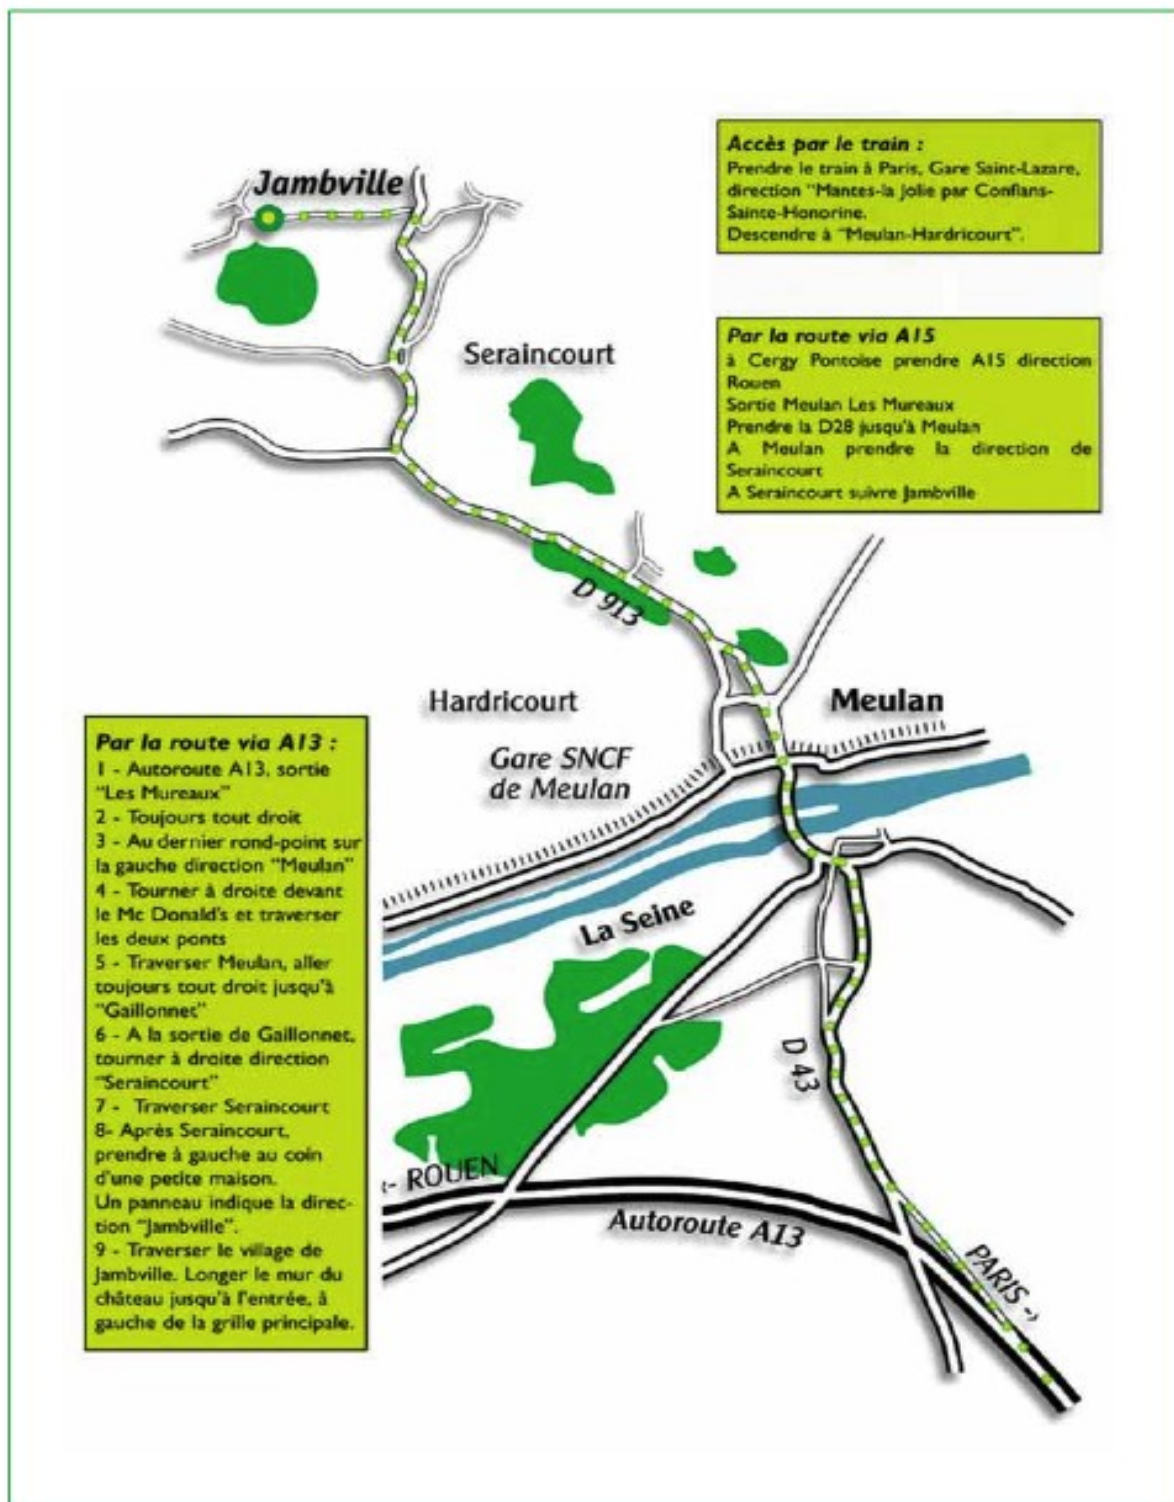 Jambville
Accès par le train :
Prendre le train à Paris, Gare Saint-Lazare,
direction "Mantes-la Jolie par Conflans-
Sainte-Honorine.
Descendre à "Meulan-Hardricourt".
Par la route via A15
à Cergy Pontoise prendre A15 direction
Rouen
Sortie Meulan Les Mureaux
Prendre la D28 jusqu'à Meulan
A Meulan prendre la direction de
Seraincourt
A Seraincourt suivre Jambville
Seraincourt
D 913
Hardricourt
Meulan
Gare SNCF
de Meulan
La Seine
D 43
‹- ROUEN
Autoroute A13
PARIS -›
Par la route via A13 :
1 - Autoroute A13, sortie
"Les Mureaux"
2 - Toujours tout droit
3 - Au dernier rond-point sur
la gauche direction "Meulan"
4 - Tourner à droite devant
le Mc Donald's et traverser
les deux ponts
5 - Traverser Meulan, aller
toujours tout droit jusqu'à
"Gaillonnet"
6 - A la sortie de Gaillonnet,
tourner à droite direction
"Seraincourt"
7 - Traverser Seraincourt
8- Après Seraincourt,
prendre à gauche au coin
d'une petite maison.
Un panneau indique la direc-
tion "Jambville".
9 - Traverser le village de
Jambville. Longer le mur du
château jusqu'à l'entrée, à
gauche de la grille principale.